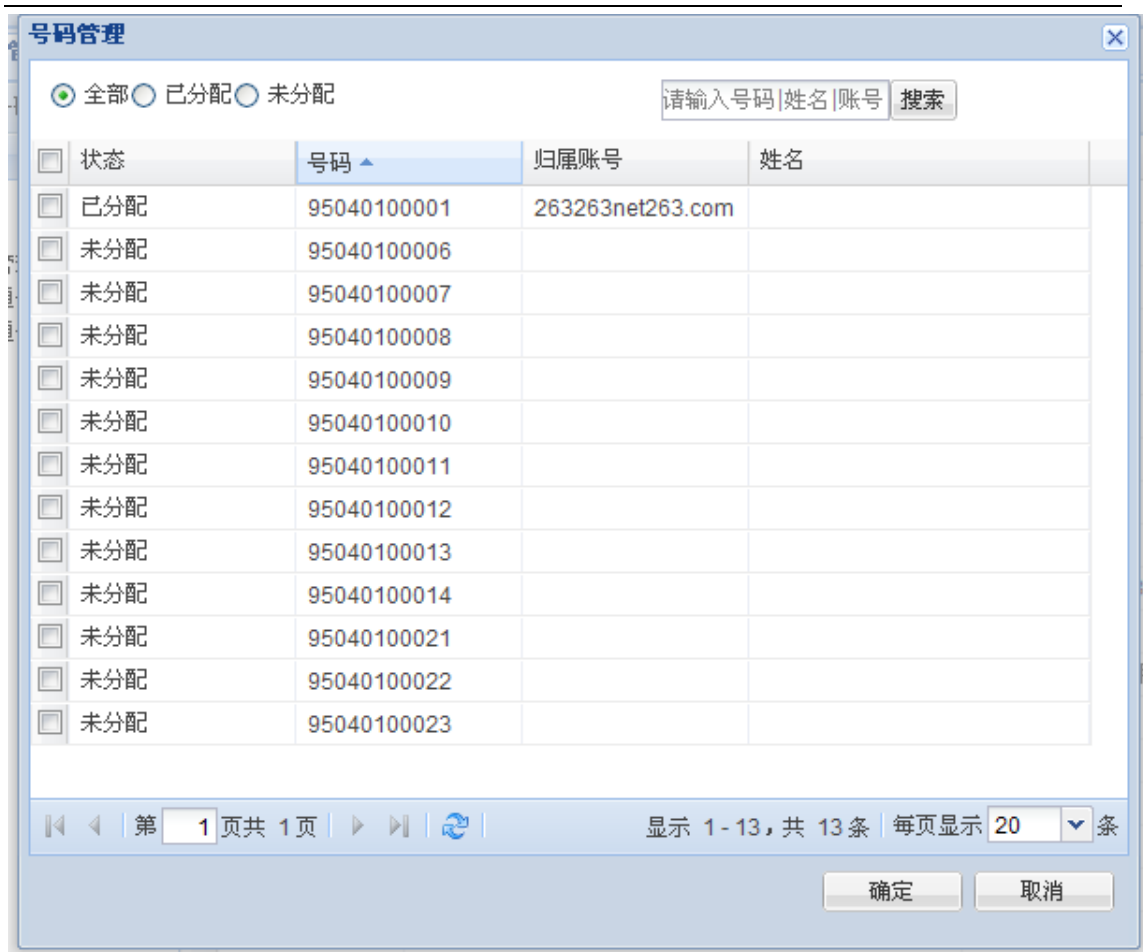 号码管理
全部 已分配 未分配 请输入号码|姓名|账号 搜索
状态 号码 归属账号 姓名
已分配 95040100001 263263net263.com
未分配 95040100006
未分配 95040100007
未分配 95040100008
未分配 95040100009
未分配 95040100010
未分配 95040100011
未分配 95040100012
未分配 95040100013
未分配 95040100014
未分配 95040100021
未分配 95040100022
未分配 95040100023
第 1 页共 1 页 显示 1 - 13，共 13 条 每页显示 20 条
确定 取消